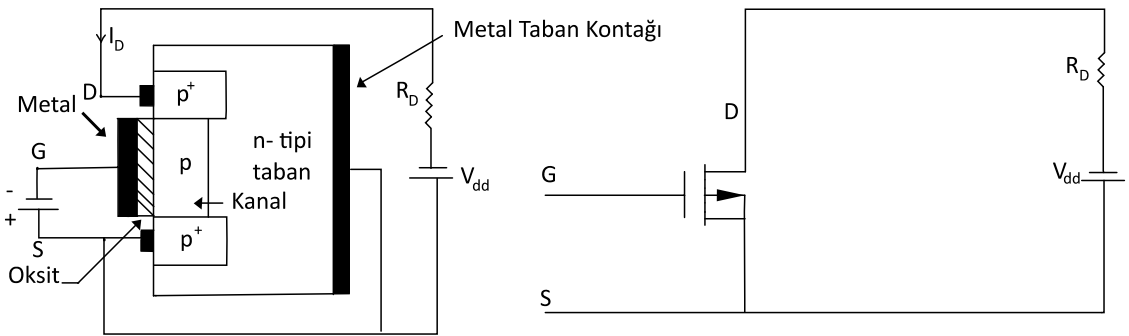 I_D
Metal Taban Kontağı
D
p+
R_D
Metal
n- tipi
taban
G
p
V_dd
-
Kanal
+
S
p+
Oksit
D
R_D
G
V_dd
S